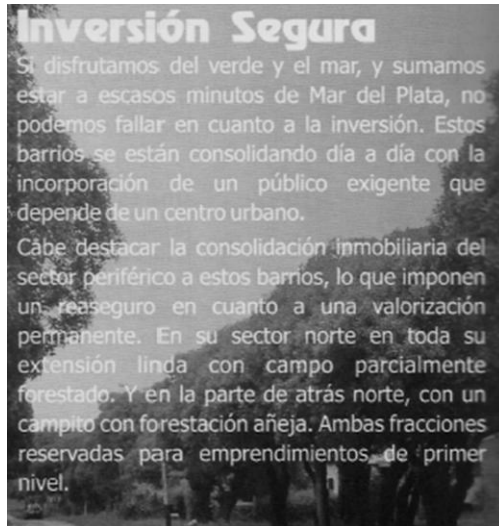 Inversión Segura
Si disfrutamos del verde y el mar, y sumamos
estar a escasos minutos de Mar del Plata, no
podemos fallar en cuanto a la inversión. Estos
barrios se están consolidando día a día con la
incorporación de un público exigente que
depende de un centro urbano.
Cabe destacar la consolidación inmobiliaria del
sector periférico a estos barrios, lo que imponen
un reaseguro en cuanto a una valorización
permanente. En su sector norte en toda su
extensión linda con campo parcialmente
forestado. Y en la parte de atrás norte, con un
campito con forestación añeja. Ambas fracciones
reservadas para emprendimientos de primer
nivel.